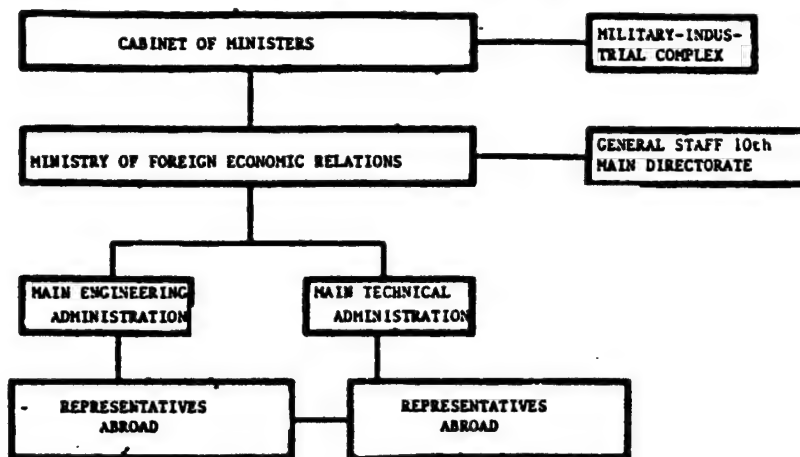 CABINET OF MINISTERS
MILITARY-INDUS-
TRIAL COMPLEX
MINISTRY OF FOREIGN ECONOMIC RELATIONS
GENERAL STAFF 10th
MAIN DIRECTORATE
MAIN ENGINEERING
ADMINISTRATION
MAIN TECHNICAL
ADMINISTRATION
REPRESENTATIVES
ABROAD
REPRESENTATIVES
ABROAD